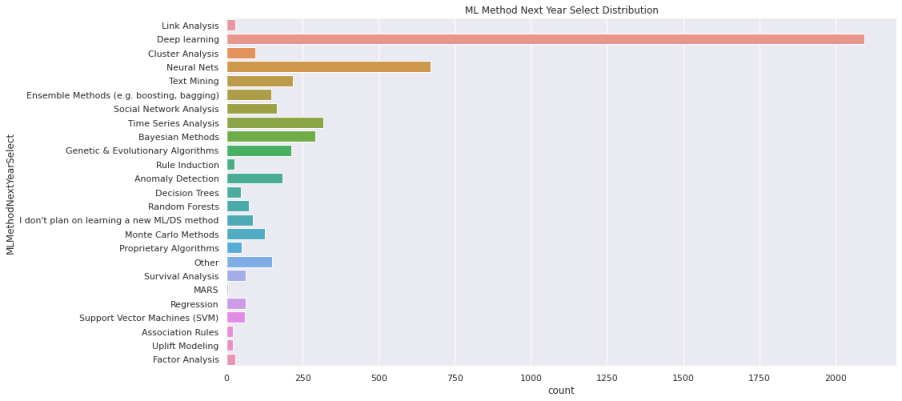 ML Method Next Year Select Distribution
MLMethodNextYearSelect
Link Analysis
Deep learning
Cluster Analysis
Neural Nets
Text Mining
Ensemble Methods (e.g. boosting, bagging)
Social Network Analysis
Time Series Analysis
Bayesian Methods
Genetic & Evolutionary Algorithms
Rule Induction
Anomaly Detection
Decision Trees
Random Forests
I don't plan on learning a new ML/DS method
Monte Carlo Methods
Proprietary Algorithms
Other
Survival Analysis
MARS
Regression
Support Vector Machines (SVM)
Association Rules
Uplift Modeling
Factor Analysis
0 250 500 750 1000 1250 1500 1750 2000
count